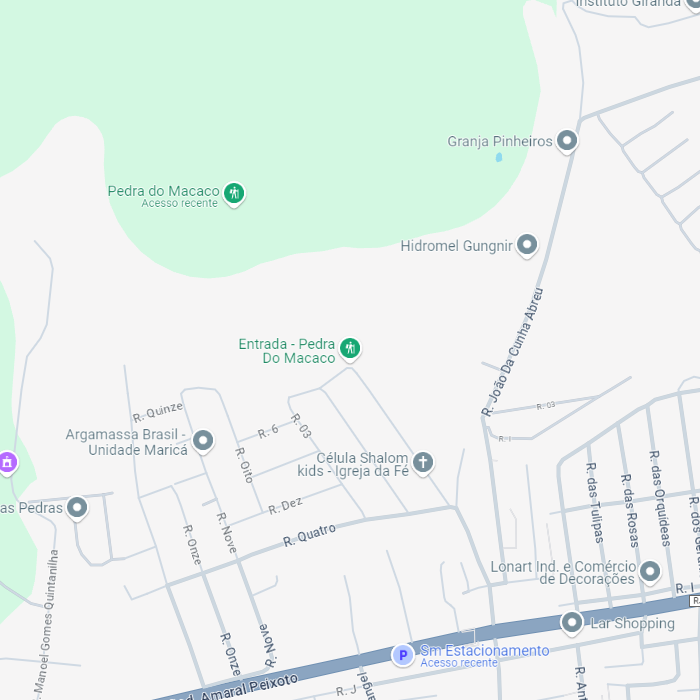 Instituto Giranda
Granja Pinheiros
Pedra do Macaco
Acesso recente
Hidromel Gungnir
R. João Da Cunha Abreu
Entrada - Pedra
Do Macaco
R. Quinze
R. 6
R. 03
R. 03
R. I
Argamassa Brasil -
Unidade Maricá
R. Oito
Célula Shalom
kids - Igreja da Fé
R. das Tulipas
R. das Rosas
R. das Orquídeas
R. dos
as Pedras
R. Dez
R. Onze
R. Nove
R. Quatro
Manoel Gomes Quintanilha
Lonart Ind. e Comércio
de Decorações
R. I
Lar Shopping
R. Onze
R. Nove
P
Sm Estacionamento
Acesso recente
R. J
Amaral Peixoto